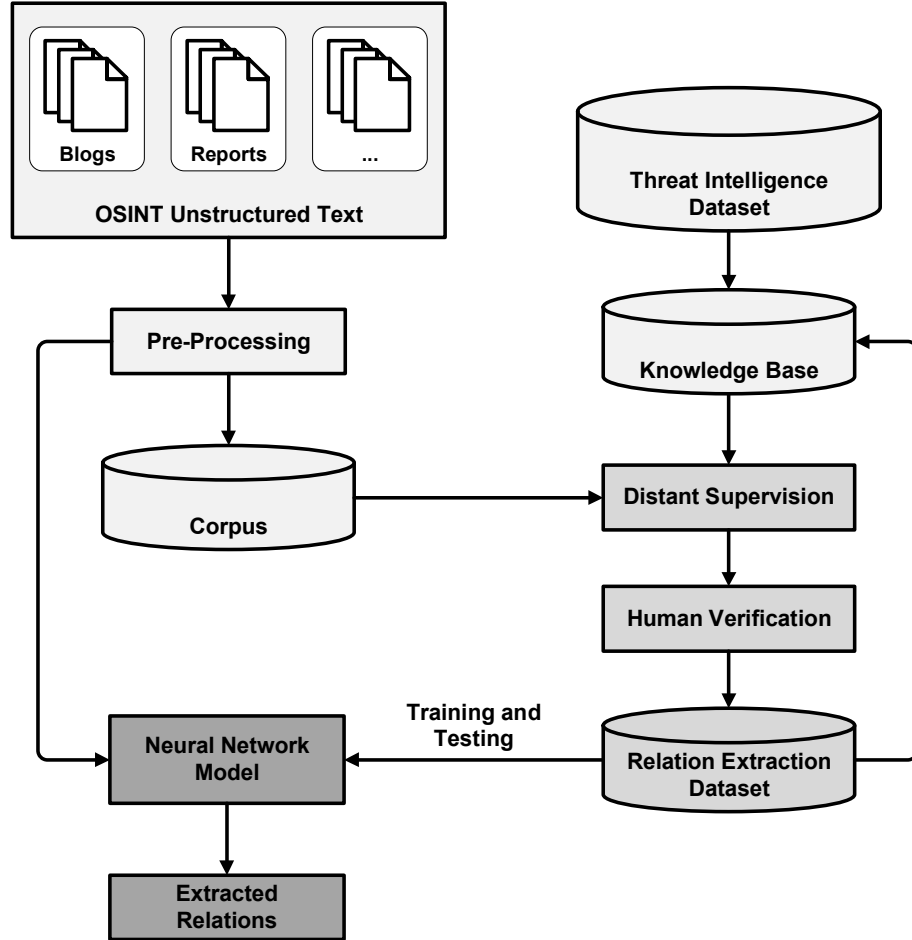 Blogs
Reports
...
OSINT Unstructured Text
Threat Intelligence
Dataset
Pre-Processing
Knowledge Base
Corpus
Distant Supervision
Human Verification
Training and
Testing
Neural Network
Model
Relation Extraction
Dataset
Extracted
Relations